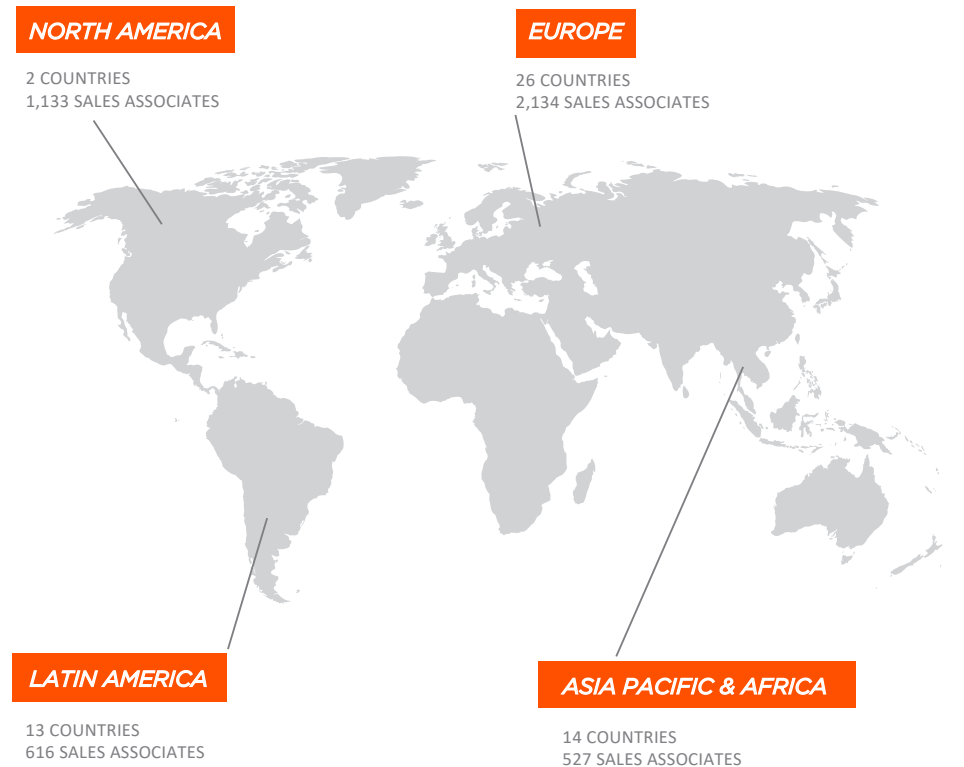 NORTH AMERICA
2 COUNTRIES
1,133 SALES ASSOCIATES
EUROPE
26 COUNTRIES
2,134 SALES ASSOCIATES
LATIN AMERICA
13 COUNTRIES
616 SALES ASSOCIATES
ASIA PACIFIC & AFRICA
14 COUNTRIES
527 SALES ASSOCIATES